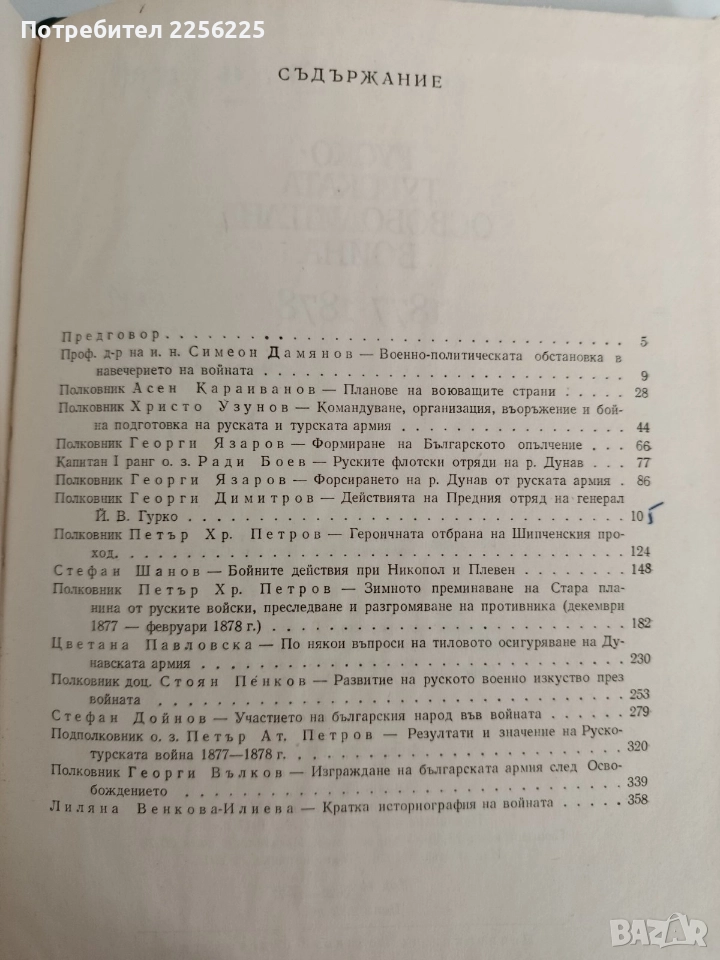 Потребител 2256225
СЪДЪРЖАНИЕ
Предговор . . . . . . . . . . . . . . . . . . . . 5
Проф. д-р на и. н. Симеон Дамянов — Военно-политическата обстановка в
навечерието на войната . . . . . . . . . . . . . . . . 9
Полковник Асен Караиванов — Планове на воюващите страни . . . . . 28
Полковник Христо Узунов — Командуване, организация, въоръжение и бой-
на подготовка на руската и турската армия . . . . . . . . . . 44
Полковник Георги Язаров — Формиране на Българското опълчение . . . 66
Капитан I ранг о. з. Ради Боев — Руските флотски отряди на р. Дунав . . . 77
Полковник Георги Язаров — Форсирането на р. Дунав от руската армия . 86
Полковник Георги Димитров — Действията на Предния отряд на генерал
Й. В. Гурко . . . . . . . . . . . . . . . . . . . 105
Полковник Петър Хр. Петров — Героичната отбрана на Шипченския про-
ход. . . . . . . . . . . . . . . . . . . . . . 124
Стефан Шанов — Бойните действия при Никопол и Плевен . . . . . . 148
Полковник Петър Хр. Петров — Зимното преминаване на Стара пла-
нина от руските войски, преследване и разгромяване на противника (декември
1877 — февруари 1878 г.) . . . . . . . . . . . . . . . 182
Цветана Павловска — По някои въпроси на тиловото осигуряване на Ду-
навската армия . . . . . . . . . . . . . . . . . . 230
Полковник доц. Стоян Пенков — Развитие на руското военно изкуство през
войната . . . . . . . . . . . . . . . . . . . . 253
Стефан Дойнов — Участието на българския народ във войната . . . . . 279
Подполковник о. з. Петър Ат. Петров — Резултати и значение на Руско-
турската война 1877—1878 г. . . . . . . . . . . . . . . 320
Полковник Георги Вълков — Изграждане на българската армия след Осво-
бождението . . . . . . . . . . . . . . . . . . . 339
Лиляна Венкова-Илиева — Кратка историография на войната . . . . . 358
BAZAR